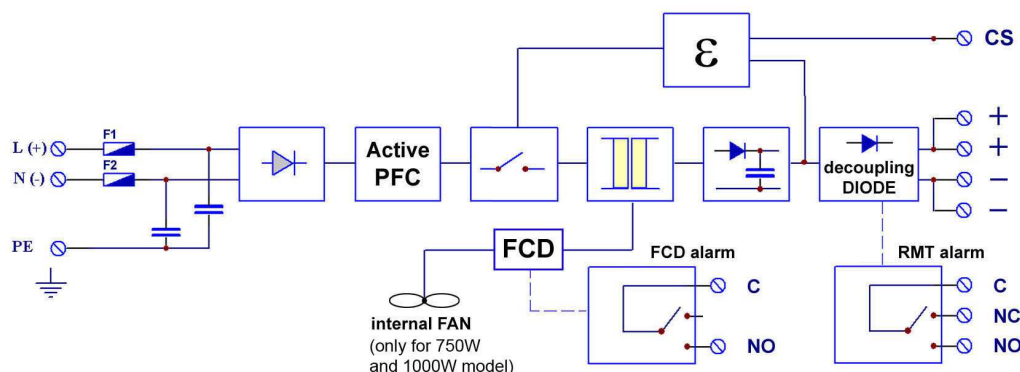 ε
CS
F1
L (+)
F2
N (-)
PE
Active
PFC
decoupling
DIODE
+
+
−
−
FCD
internal FAN
(only for 750W
and 1000W model)
FCD alarm
C
NO
RMT alarm
C
NC
NO